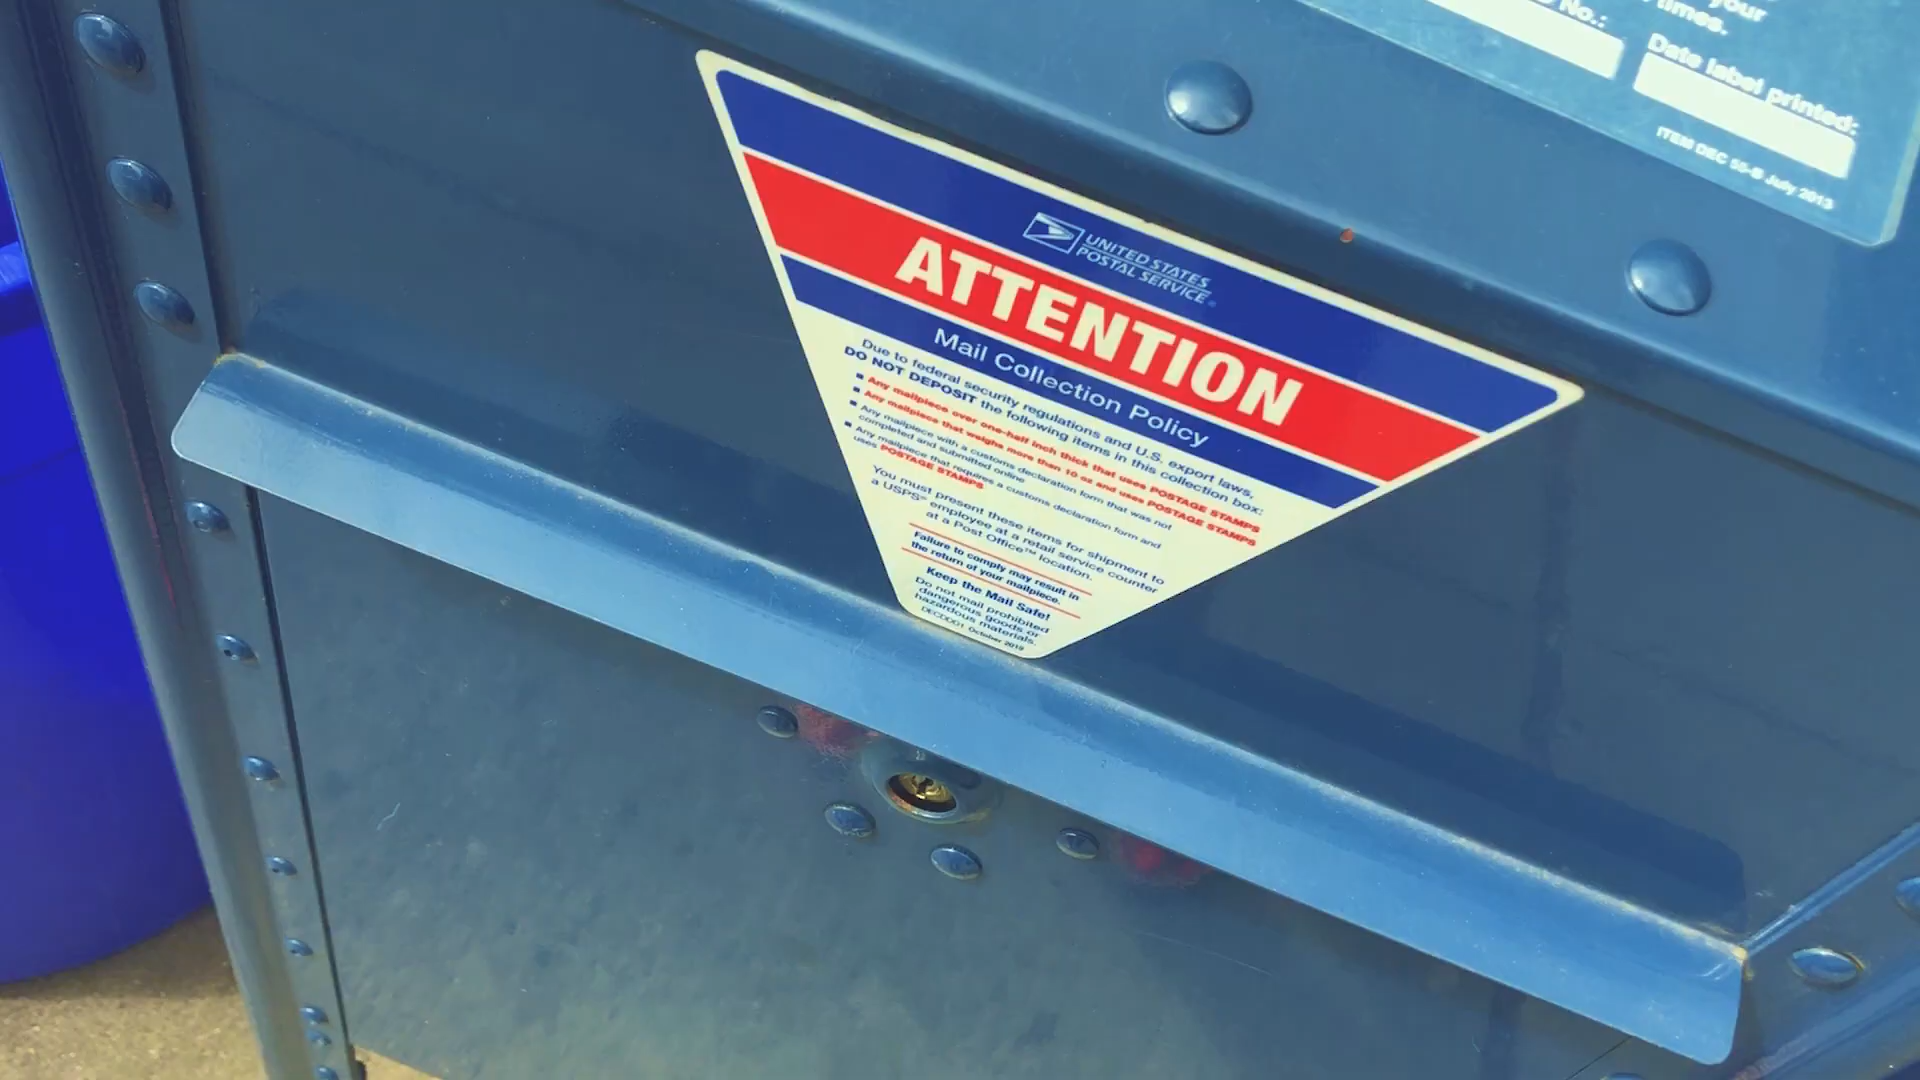 your
No.:
times.
Date label printed:
ITEM DEC 55-B July 2013
UNITED STATES
POSTAL SERVICE®
ATTENTION
Mail Collection Policy
Due to federal security regulations and U.S. export laws,
DO NOT DEPOSIT the following items in this collection box:
▪ Any mailpiece over one-half inch thick that uses POSTAGE STAMPS
▪ Any mailpiece that weighs more than 10 oz and uses POSTAGE STAMPS
▪ Any mailpiece with a customs declaration form that was not
completed and submitted online
▪ Any mailpiece that requires a customs declaration form and
uses POSTAGE STAMPS
You must present these items for shipment to
a USPS® employee at a retail service counter
at a Post Office™ location.
Failure to comply may result in
the return of your mailpiece.
Keep the Mail Safe!
Do not mail prohibited
dangerous goods or
hazardous materials.
DECDDD1 October 2019